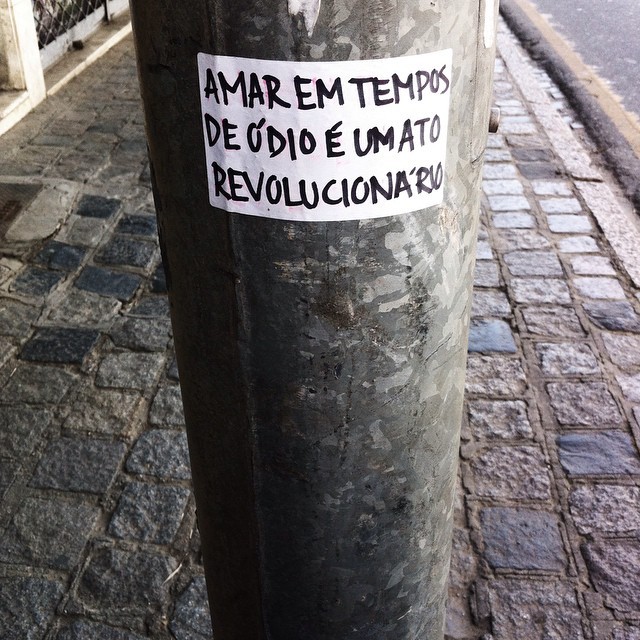 AMAR EM TEMPOS
DE ÓDIO É UM ATO
REVOLUCIONÁRIO